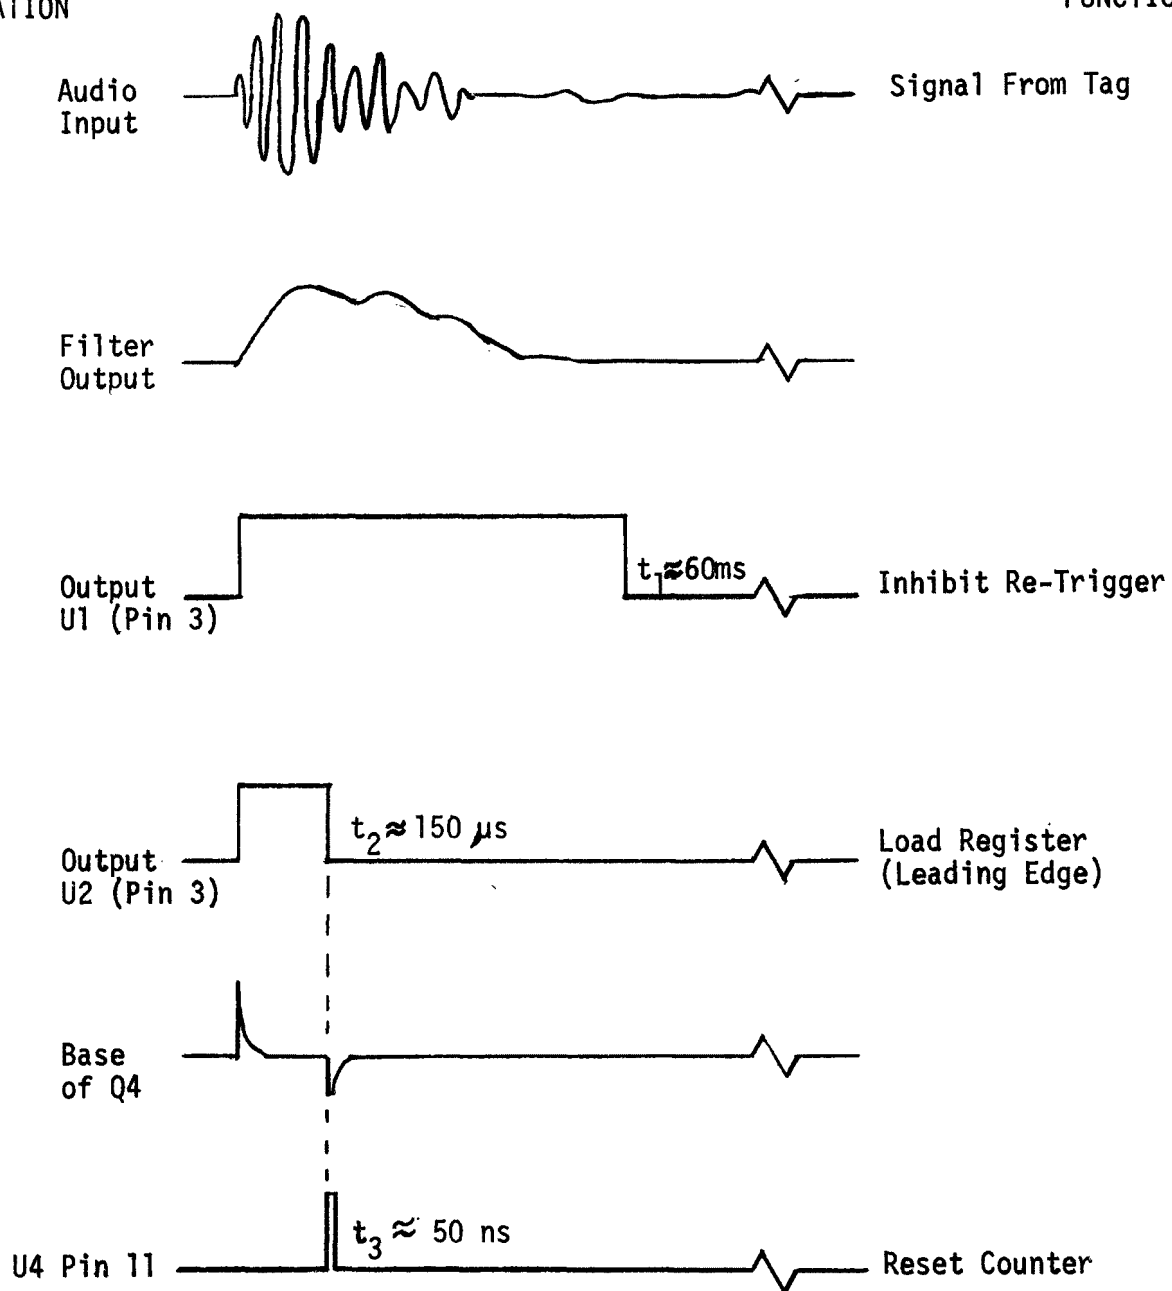 Audio
Input
Signal From Tag
Filter
Output
Output
U1 (Pin 3)
t₁≈60ms
Inhibit Re-Trigger
Output
U2 (Pin 3)
t₂≈150 µs
Load Register
(Leading Edge)
Base
of Q4
U4 Pin 11
t₃≈ 50 ns
Reset Counter